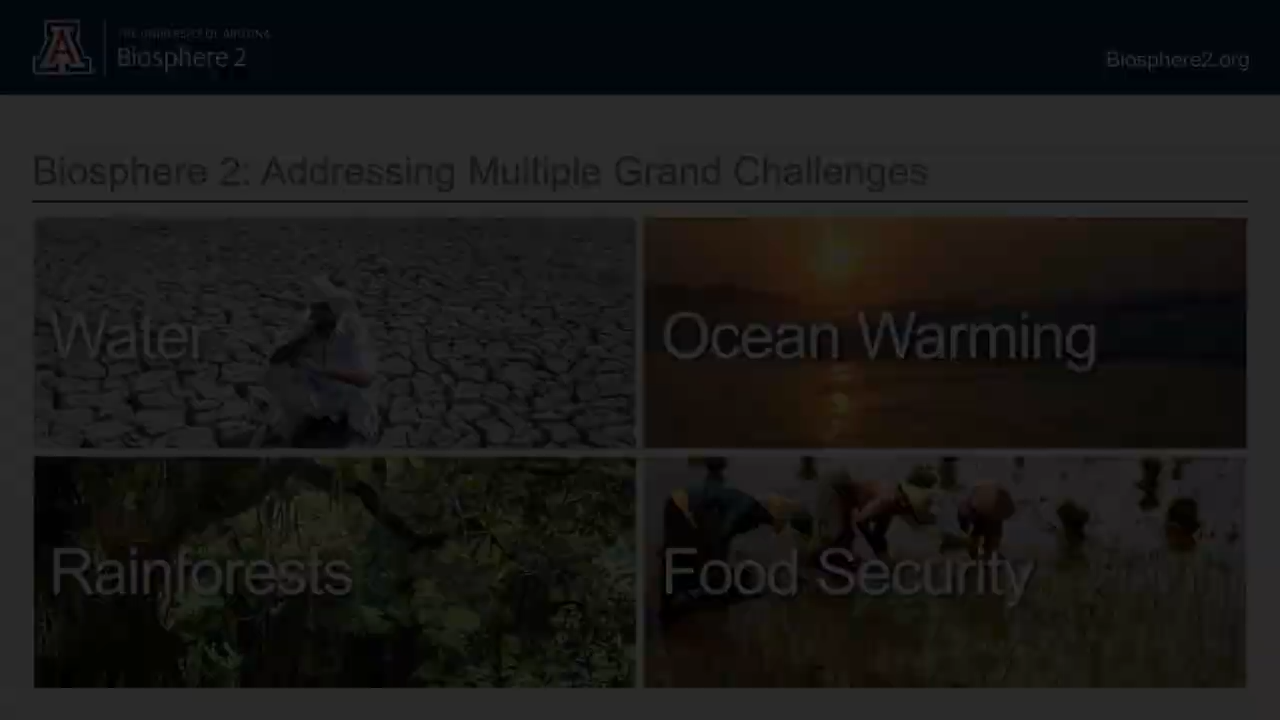 THE UNIVERSITY OF ARIZONA
Biosphere 2
Biosphere2.org
Biosphere 2: Addressing Multiple Grand Challenges
Water
Ocean Warming
Rainforests
Food Security